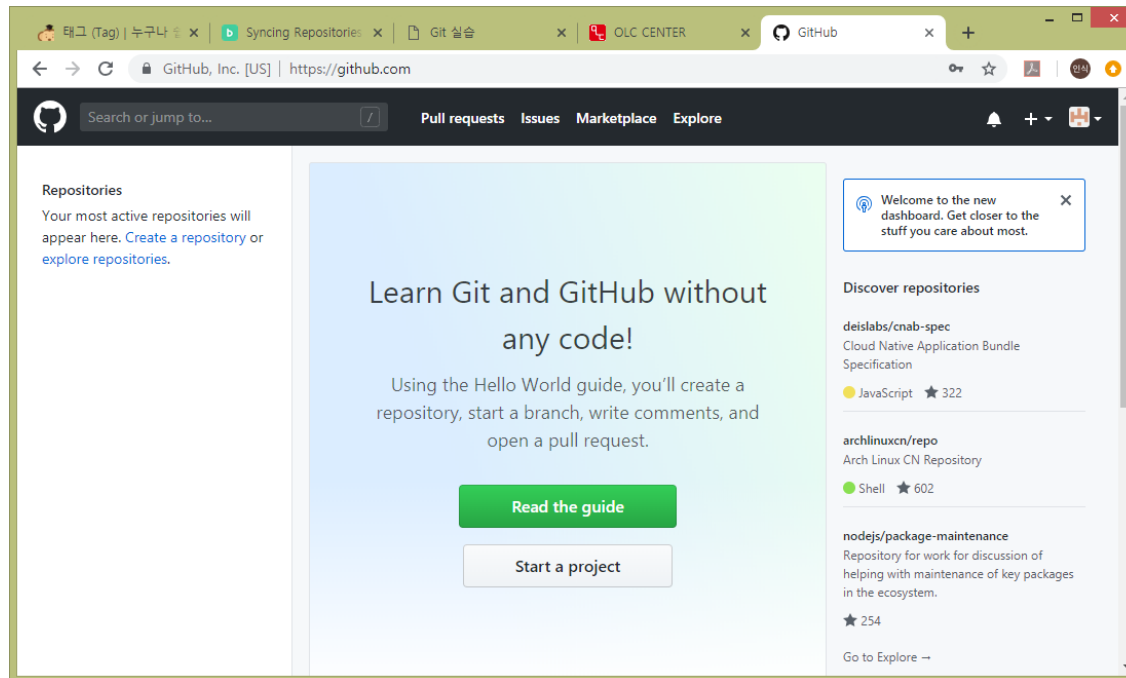 태그 (Tag) | 누구나 쉽
Syncing Repositories
Git 실습
OLC CENTER
GitHub
GitHub, Inc. [US] | https://github.com
인식
Search or jump to...
/
Pull requests Issues Marketplace Explore
Repositories
Your most active repositories will
appear here. Create a repository or
explore repositories.
Learn Git and GitHub without
any code!
Using the Hello World guide, you’ll create a
repository, start a branch, write comments, and
open a pull request.
Read the guide
Start a project
Welcome to the new
dashboard. Get closer to the
stuff you care about most.
Discover repositories
deislabs/cnab-spec
Cloud Native Application Bundle
Specification
JavaScript ★ 322
archlinuxcn/repo
Arch Linux CN Repository
Shell ★ 602
nodejs/package-maintenance
Repository for work for discussion of
helping with maintenance of key packages
in the ecosystem.
★ 254
Go to Explore →